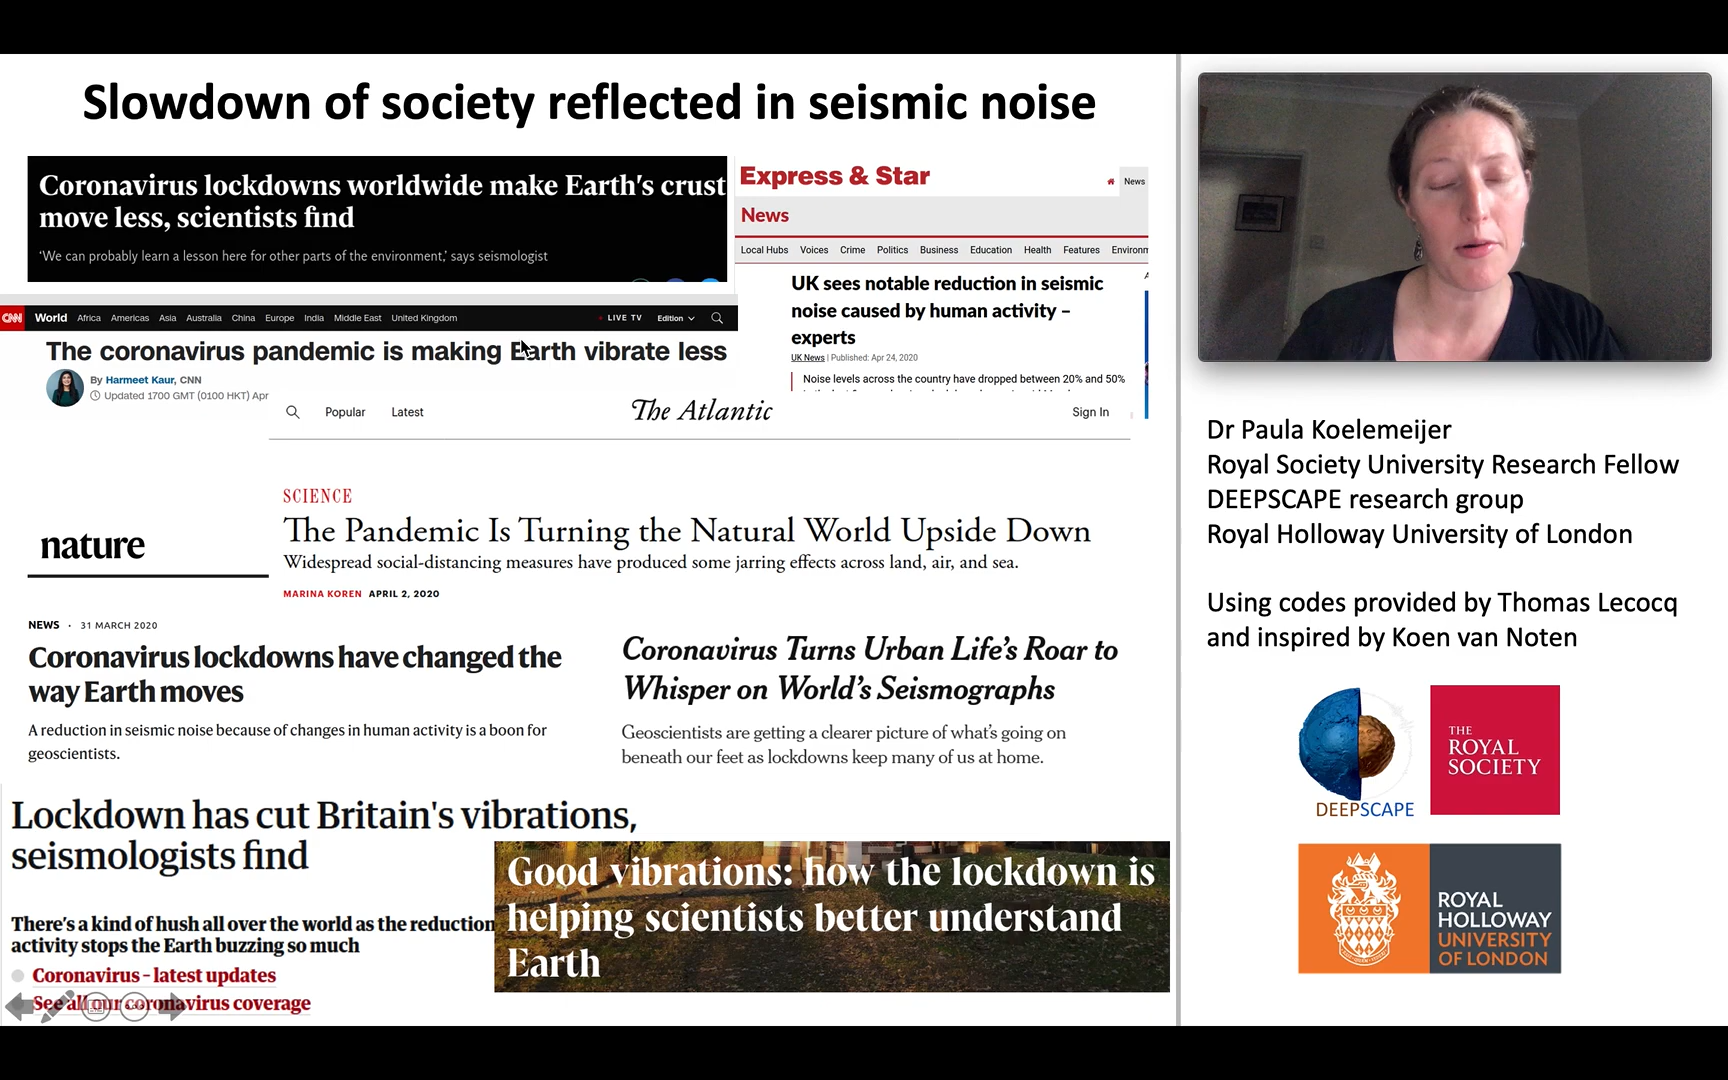 Slowdown of society reflected in seismic noise
Coronavirus lockdowns worldwide make Earth's crust
move less, scientists find
'We can probably learn a lesson here for other parts of the environment,' says seismologist
Express & Star
News
News
Local Hubs Voices Crime Politics Business Education Health Features Environm
UK sees notable reduction in seismic
noise caused by human activity –
experts
UK News | Published: Apr 24, 2020
Noise levels across the country have dropped between 20% and 50%
CNN World Africa Americas Asia Australia China Europe India Middle East United Kingdom LIVE TV Edition
The coronavirus pandemic is making Earth vibrate less
By Harmeet Kaur, CNN
Updated 1700 GMT (0100 HKT) Apr
Popular Latest The Atlantic Sign In
SCIENCE
The Pandemic Is Turning the Natural World Upside Down
Widespread social-distancing measures have produced some jarring effects across land, air, and sea.
MARINA KOREN APRIL 2, 2020
nature
NEWS · 31 MARCH 2020
Coronavirus lockdowns have changed the
way Earth moves
A reduction in seismic noise because of changes in human activity is a boon for
geoscientists.
Coronavirus Turns Urban Life's Roar to
Whisper on World's Seismographs
Geoscientists are getting a clearer picture of what's going on
beneath our feet as lockdowns keep many of us at home.
Lockdown has cut Britain's vibrations,
seismologists find
There's a kind of hush all over the world as the reduction
activity stops the Earth buzzing so much
Coronavirus – latest updates
See all our coronavirus coverage
Good vibrations: how the lockdown is
helping scientists better understand
Earth
Dr Paula Koelemeijer
Royal Society University Research Fellow
DEEPSCAPE research group
Royal Holloway University of London
Using codes provided by Thomas Lecocq
and inspired by Koen van Noten
DEEPSCAPE
THE
ROYAL
SOCIETY
ROYAL
HOLLOWAY
UNIVERSITY
OF LONDON